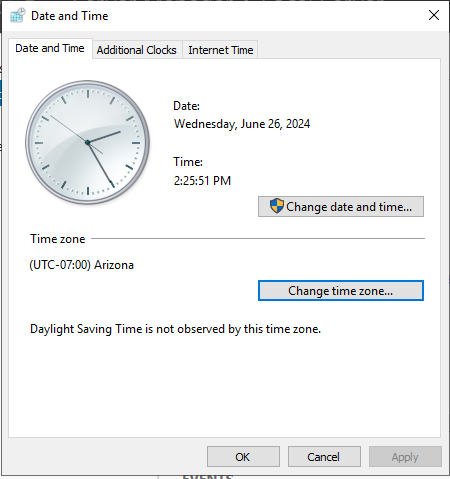 Date and Time
Date and Time
Additional Clocks
Internet Time
Date:
Wednesday, June 26, 2024
Time:
2:25:51 PM
Change date and time...
Time zone
(UTC-07:00) Arizona
Change time zone...
Daylight Saving Time is not observed by this time zone.
OK
Cancel
Apply
EVENTS